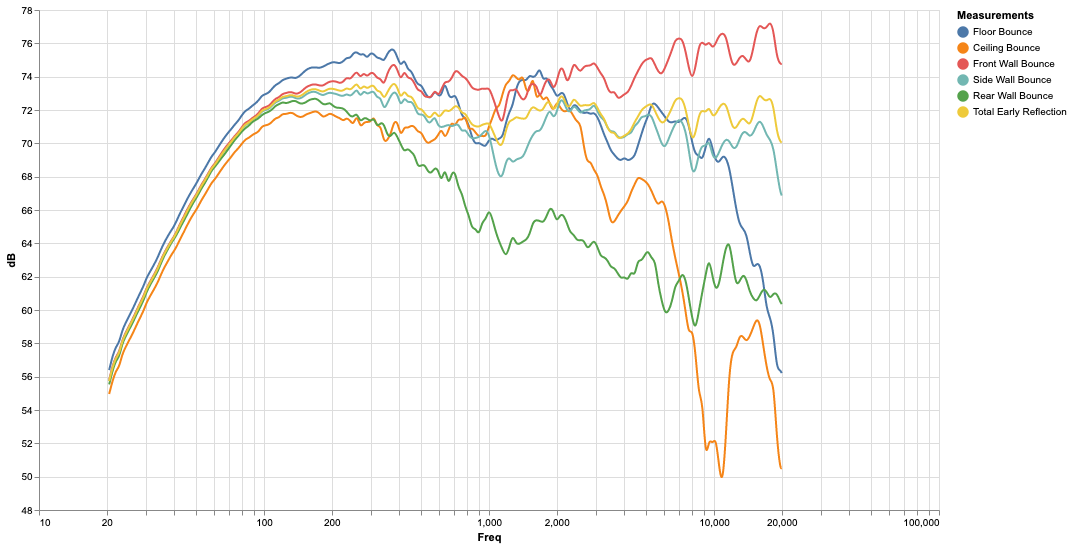 Measurements
Floor Bounce
Ceiling Bounce
Front Wall Bounce
Side Wall Bounce
Rear Wall Bounce
Total Early Reflection
dB
78
76
74
72
70
68
66
64
62
60
58
56
54
52
50
48
10 20 100 200 1,000 2,000 10,000 20,000 100,000
Freq